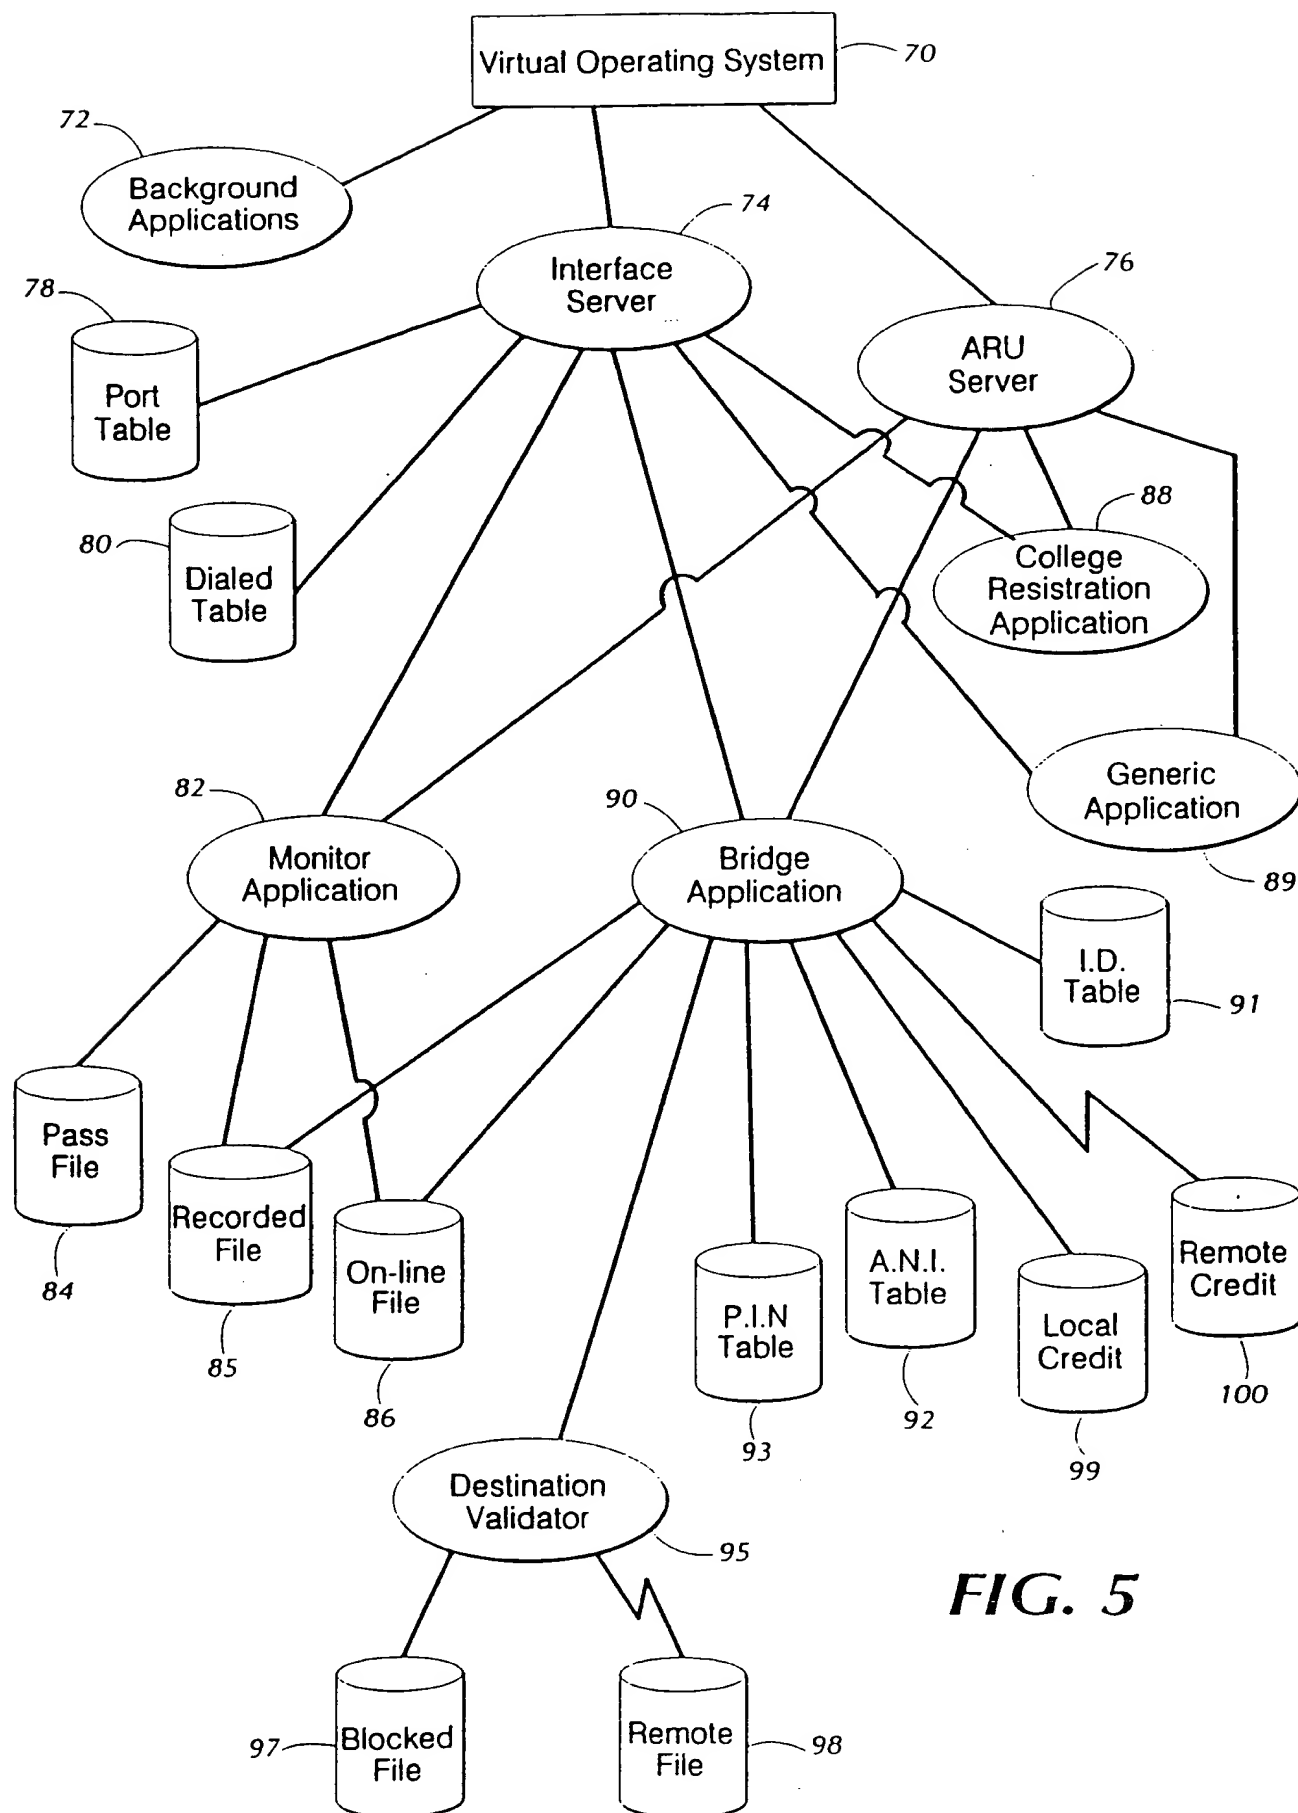 Virtual Operating System
70
72
Background
Applications
74
Interface
Server
76
ARU
Server
78
Port
Table
80
Dialed
Table
88
College
Resistration
Application
82
Monitor
Application
90
Bridge
Application
Generic
Application
89
I.D.
Table
91
Pass
File
84
Recorded
File
85
On-line
File
86
P.I.N
Table
93
A.N.I.
Table
92
Local
Credit
99
Remote
Credit
100
Destination
Validator
95
97
Blocked
File
Remote
File
98
FIG. 5